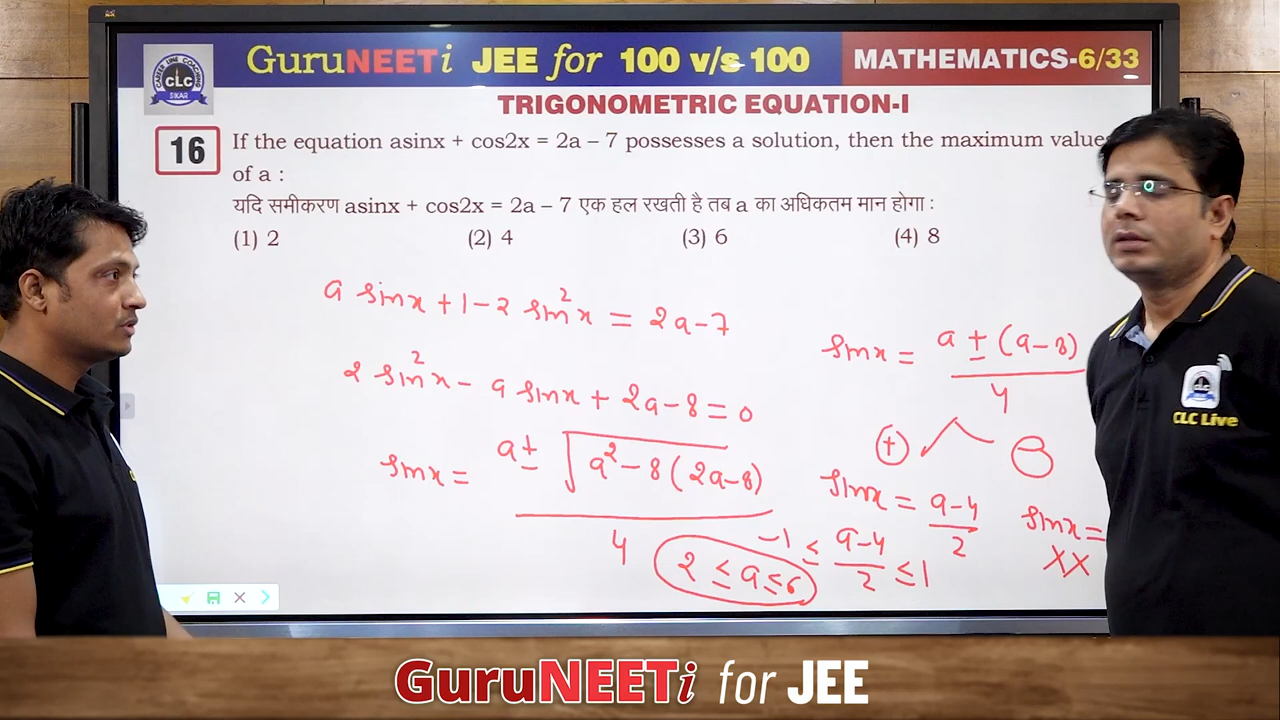 GuruNEETi JEE for 100 v/s 100
MATHEMATICS-6/33
CLC
SIKAR
TRIGONOMETRIC EQUATION-I
16
If the equation asinx + cos2x = 2a – 7 possesses a solution, then the maximum value
of a :
यदि समीकरण asinx + cos2x = 2a – 7 एक हल रखती है तब a का अधिकतम मान होगा :
(1) 2 (2) 4 (3) 6 (4) 8
a sinx + 1 - 2 sin²x = 2a-7
2 sin²x - a sinx + 2a-8 = 0
sinx = a ± √(a² - 8(2a-8)) / 4
sinx = a ± (a-8) / 4
+ −
sinx = a-4 / 2
sinx =
XX
-1 ≤ a-4 / 2 ≤ 1
2 ≤ a ≤ 6
CLC Live
GuruNEETi for JEE